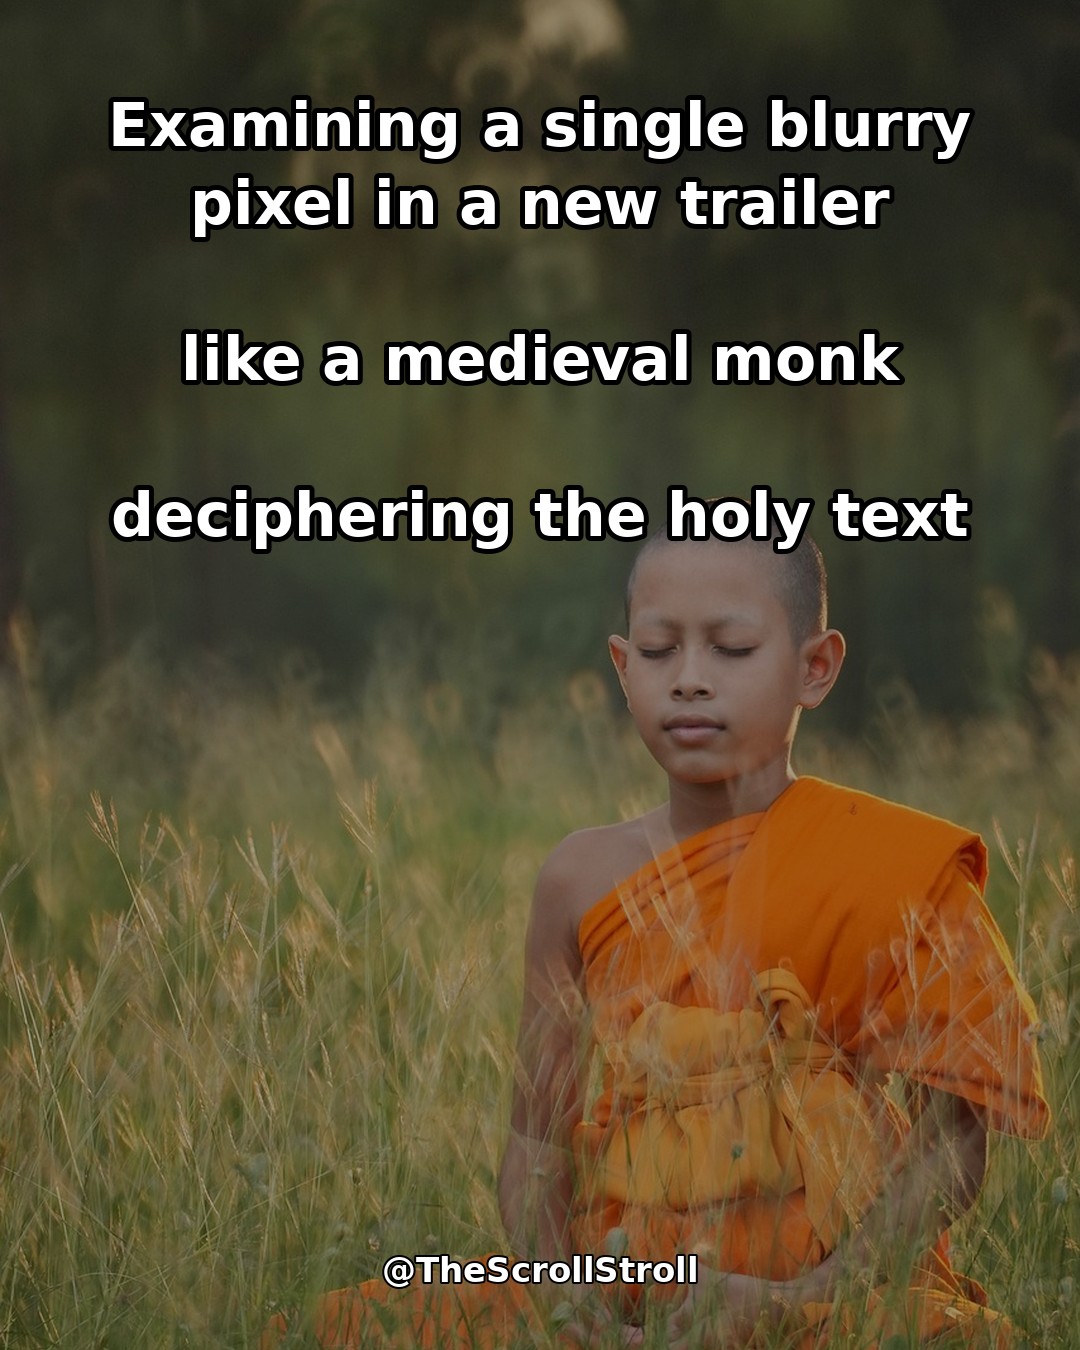 Examining a single blurry
pixel in a new trailer
like a medieval monk
deciphering the holy text
@TheScrollStroll